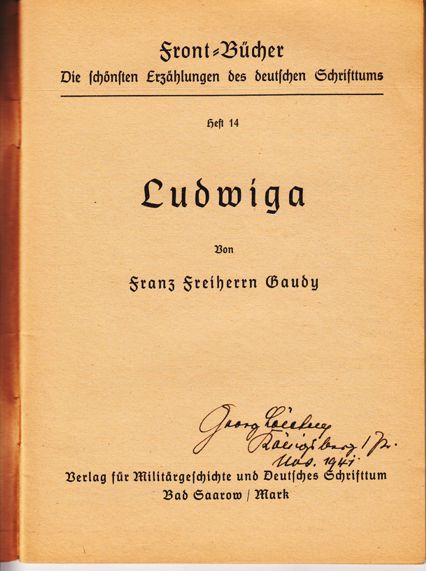 Front-Bücher
Die schönsten Erzählungen des deutschen Schrifttums
Heft 14
Ludwiga
Von
Franz Freiherrn Gaudy
Georg
Königsberg / Pr.
Nov. 1941.
Verlag für Militärgeschichte und Deutsches Schrifttum
Bad Saarow / Mark